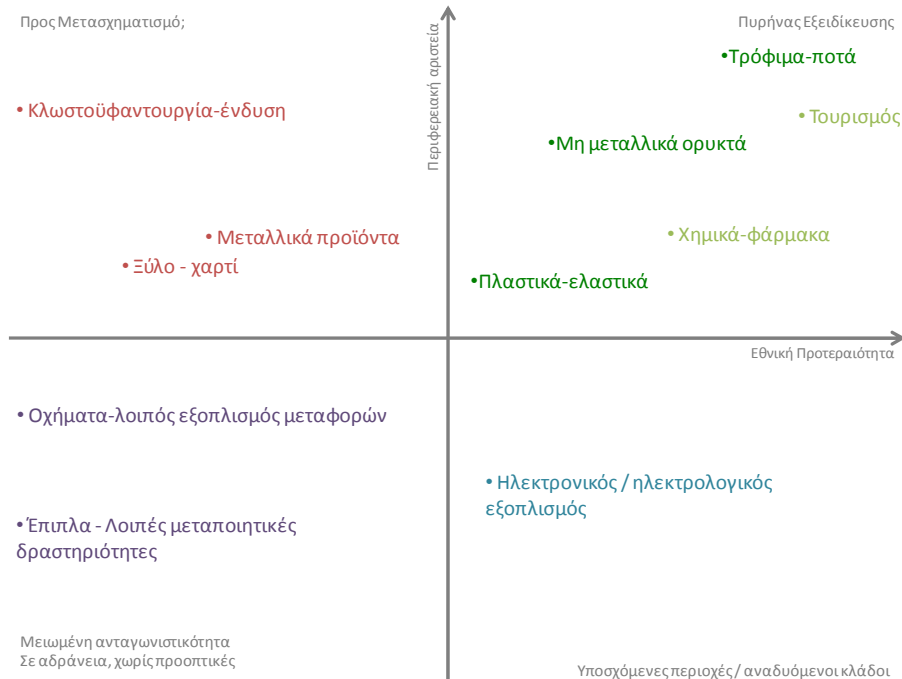 Προς Μετασχηματισμό;
Πυρήνας Εξειδίκευσης
Περιφερειακή αριστεία
•Τρόφιμα-ποτά
• Κλωστοϋφαντουργία-ένδυση
• Τουρισμός
•Μη μεταλλικά ορυκτά
• Μεταλλικά προϊόντα
• Χημικά-φάρμακα
• Ξύλο - χαρτί
•Πλαστικά-ελαστικά
Εθνική Προτεραιότητα
• Οχήματα-λοιπός εξοπλισμός μεταφορών
• Ηλεκτρονικός / ηλεκτρολογικός
εξοπλισμός
• Έπιπλα - Λοιπές μεταποιητικές
δραστηριότητες
Μειωμένη ανταγωνιστικότητα
Σε αδράνεια, χωρίς προοπτικές
Υποσχόμενες περιοχές / αναδυόμενοι κλάδοι